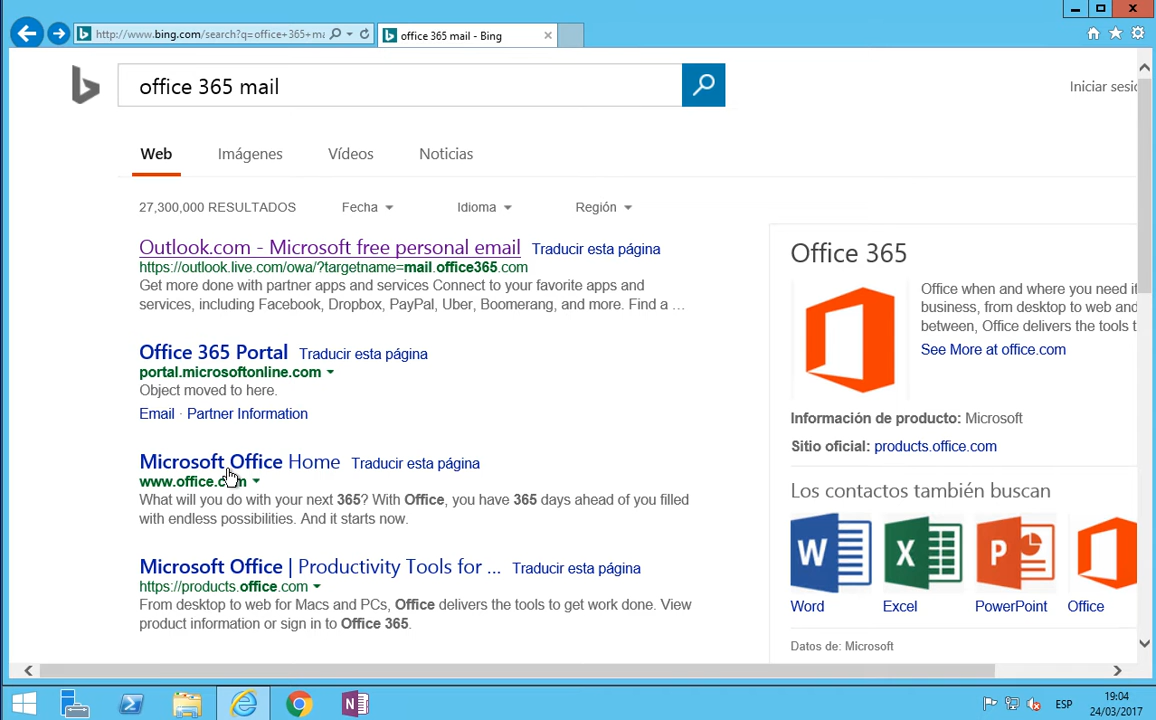 http://www.bing.com/search?q=office+365+ma
office 365 mail - Bing
office 365 mail
Iniciar sesió
Web Imágenes Vídeos Noticias
27,300,000 RESULTADOS Fecha Idioma Región
Outlook.com - Microsoft free personal email Traducir esta página
https://outlook.live.com/owa/?targetname=mail.office365.com
Get more done with partner apps and services Connect to your favorite apps and
services, including Facebook, Dropbox, PayPal, Uber, Boomerang, and more. Find a ...
Office 365 Portal Traducir esta página
portal.microsoftonline.com
Object moved to here.
Email · Partner Information
Microsoft Office Home Traducir esta página
www.office.com
What will you do with your next 365? With Office, you have 365 days ahead of you filled
with endless possibilities. And it starts now.
Microsoft Office | Productivity Tools for ... Traducir esta página
https://products.office.com
From desktop to web for Macs and PCs, Office delivers the tools to get work done. View
product information or sign in to Office 365.
Office 365
Office when and where you need it
business, from desktop to web and
between, Office delivers the tools t
See More at office.com
Información de producto: Microsoft
Sitio oficial: products.office.com
Los contactos también buscan
Word Excel PowerPoint Office
Datos de: Microsoft
ESP
19:04
24/03/2017